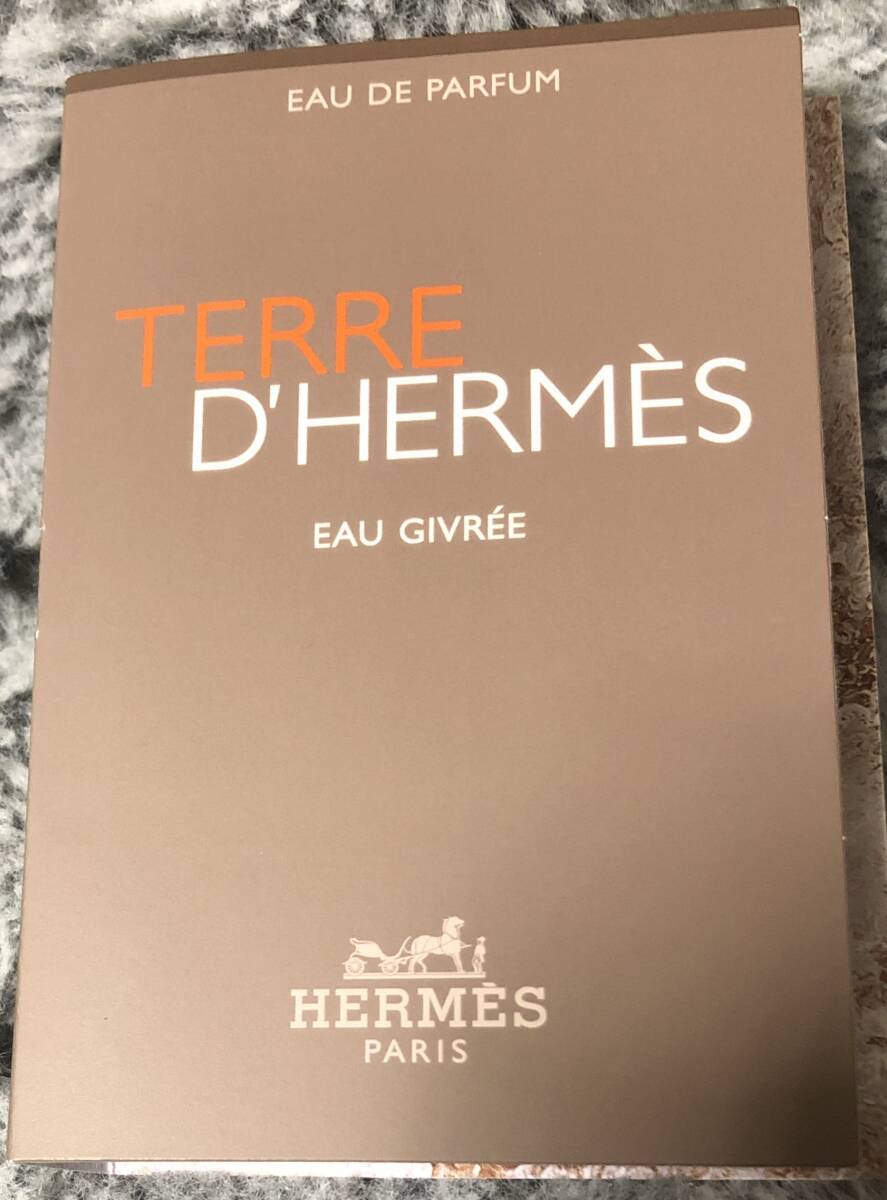 EAU DE PARFUM
TERRE
D'HERMÈS
EAU GIVRÉE
HERMÈS
PARIS